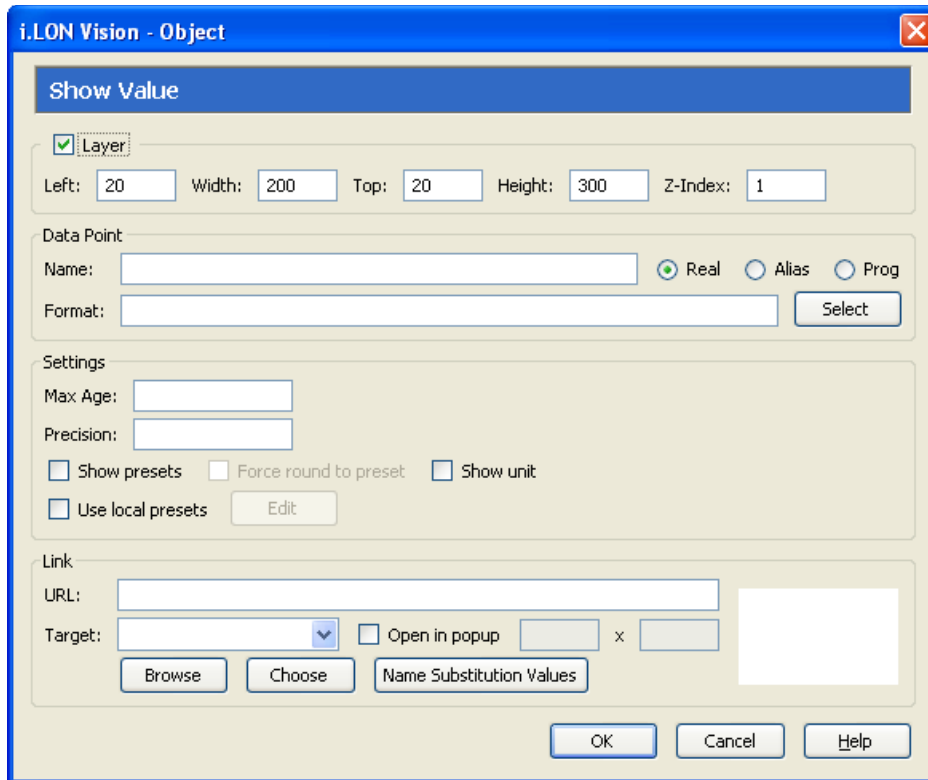 i.LON Vision - Object
Show Value
Layer
Left: 20 Width: 200 Top: 20 Height: 300 Z-Index: 1
Data Point
Name: Real Alias Prog
Format: Select
Settings
Max Age:
Precision:
Show presets Force round to preset Show unit
Use local presets Edit
Link
URL:
Target: Open in popup x
Browse Choose Name Substitution Values
OK Cancel Help